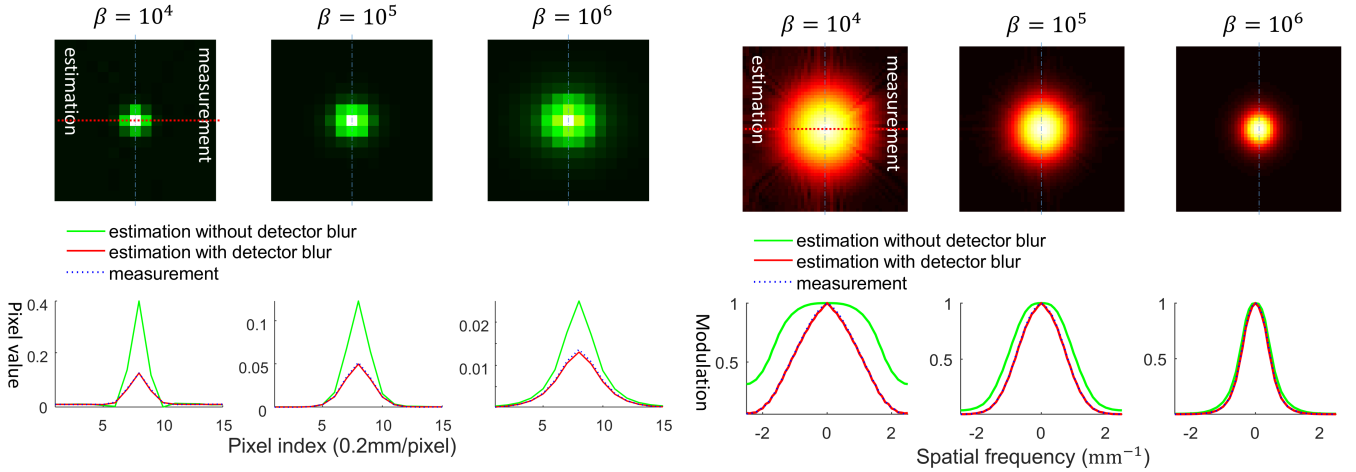 β = 10⁴ β = 10⁵ β = 10⁶
estimation
measurement
estimation without detector blur
estimation with detector blur
measurement
Pixel value
0.4
0.2
0
0.1
0.05
0
0.02
0.01
5 10 15
5 10 15
5 10 15
Pixel index (0.2mm/pixel)
β = 10⁴ β = 10⁵ β = 10⁶
estimation
measurement
estimation without detector blur
estimation with detector blur
measurement
Modulation
1
0.5
1
0.5
1
0.5
-2 0 2
-2 0 2
-2 0 2
Spatial frequency (mm⁻¹)